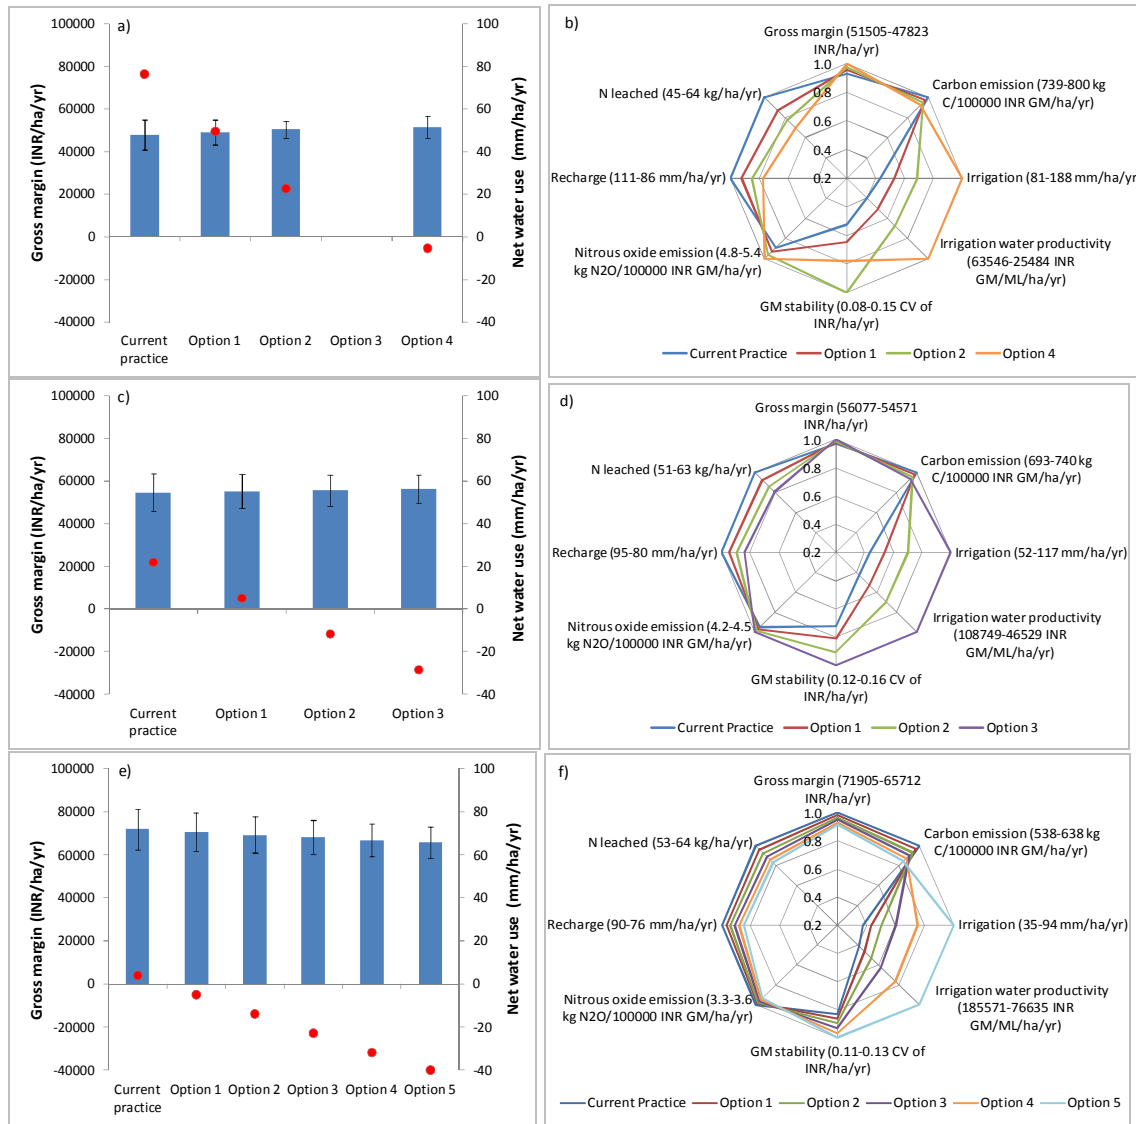 a)
Gross margin (INR/ha/yr)
100000
80000
60000
40000
20000
0
-20000
-40000
100
80
60
40
20
0
-20
-40
Net water use (mm/ha/yr)
Current
practice
Option 1
Option 2
Option 3
Option 4
b)
Gross margin (51505-47823
INR/ha/yr)
Carbon emission (739-800 kg
C/100000 INR GM/ha/yr)
Irrigation (81-188 mm/ha/yr)
Irrigation water productivity
(63546-25484 INR
GM/ML/ha/yr)
GM stability (0.08-0.15 CV of
INR/ha/yr)
Nitrous oxide emission (4.8-5.4
kg N2O/100000 INR GM/ha/yr)
Recharge (111-86 mm/ha/yr)
N leached (45-64 kg/ha/yr)
1.0
0.8
0.6
0.4
0.2
Current Practice
Option 1
Option 2
Option 4
c)
Gross margin (INR/ha/yr)
100000
80000
60000
40000
20000
0
-20000
-40000
100
80
60
40
20
0
-20
-40
Net water use (mm/ha/yr)
Current
practice
Option 1
Option 2
Option 3
d)
Gross margin (56077-54571
INR/ha/yr)
Carbon emission (693-740 kg
C/100000 INR GM/ha/yr)
Irrigation (52-117 mm/ha/yr)
Irrigation water productivity
(108749-46529 INR
GM/ML/ha/yr)
GM stability (0.12-0.16 CV of
INR/ha/yr)
Nitrous oxide emission (4.2-4.5
kg N2O/100000 INR GM/ha/yr)
Recharge (95-80 mm/ha/yr)
N leached (51-63 kg/ha/yr)
1.0
0.8
0.6
0.4
0.2
Current Practice
Option 1
Option 2
Option 3
e)
Gross margin (INR/ha/yr)
100000
80000
60000
40000
20000
0
-20000
-40000
100
80
60
40
20
0
-20
-40
Net water use (mm/ha/yr)
Current
practice
Option 1
Option 2
Option 3
Option 4
Option 5
f)
Gross margin (71905-65712
INR/ha/yr)
Carbon emission (538-638 kg
C/100000 INR GM/ha/yr)
Irrigation (35-94 mm/ha/yr)
Irrigation water productivity
(185571-76635 INR
GM/ML/ha/yr)
GM stability (0.11-0.13 CV of
INR/ha/yr)
Nitrous oxide emission (3.3-3.6
kg N2O/100000 INR GM/ha/yr)
Recharge (90-76 mm/ha/yr)
N leached (53-64 kg/ha/yr)
1.0
0.8
0.6
0.4
0.2
Current Practice
Option 1
Option 2
Option 3
Option 4
Option 5